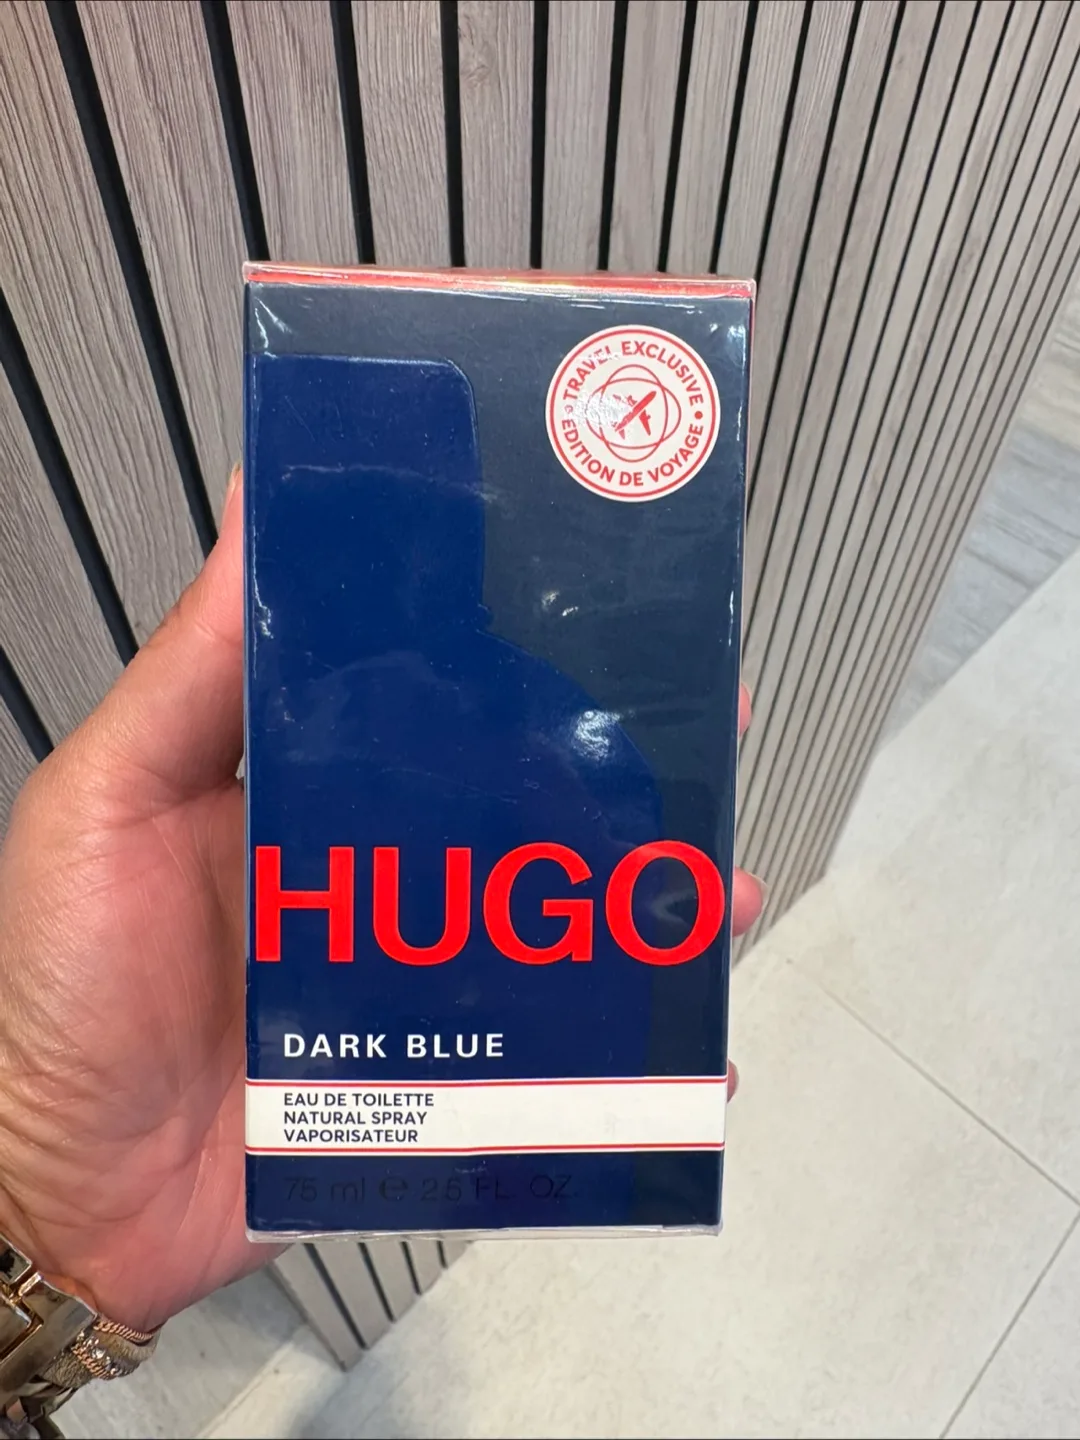 TRAVEL EXCLUSIVE
EDITION DE VOYAGE
HUGO
DARK BLUE
EAU DE TOILETTE
NATURAL SPRAY
VAPORISATEUR
75 ml ℮ 2.5 FL. OZ.